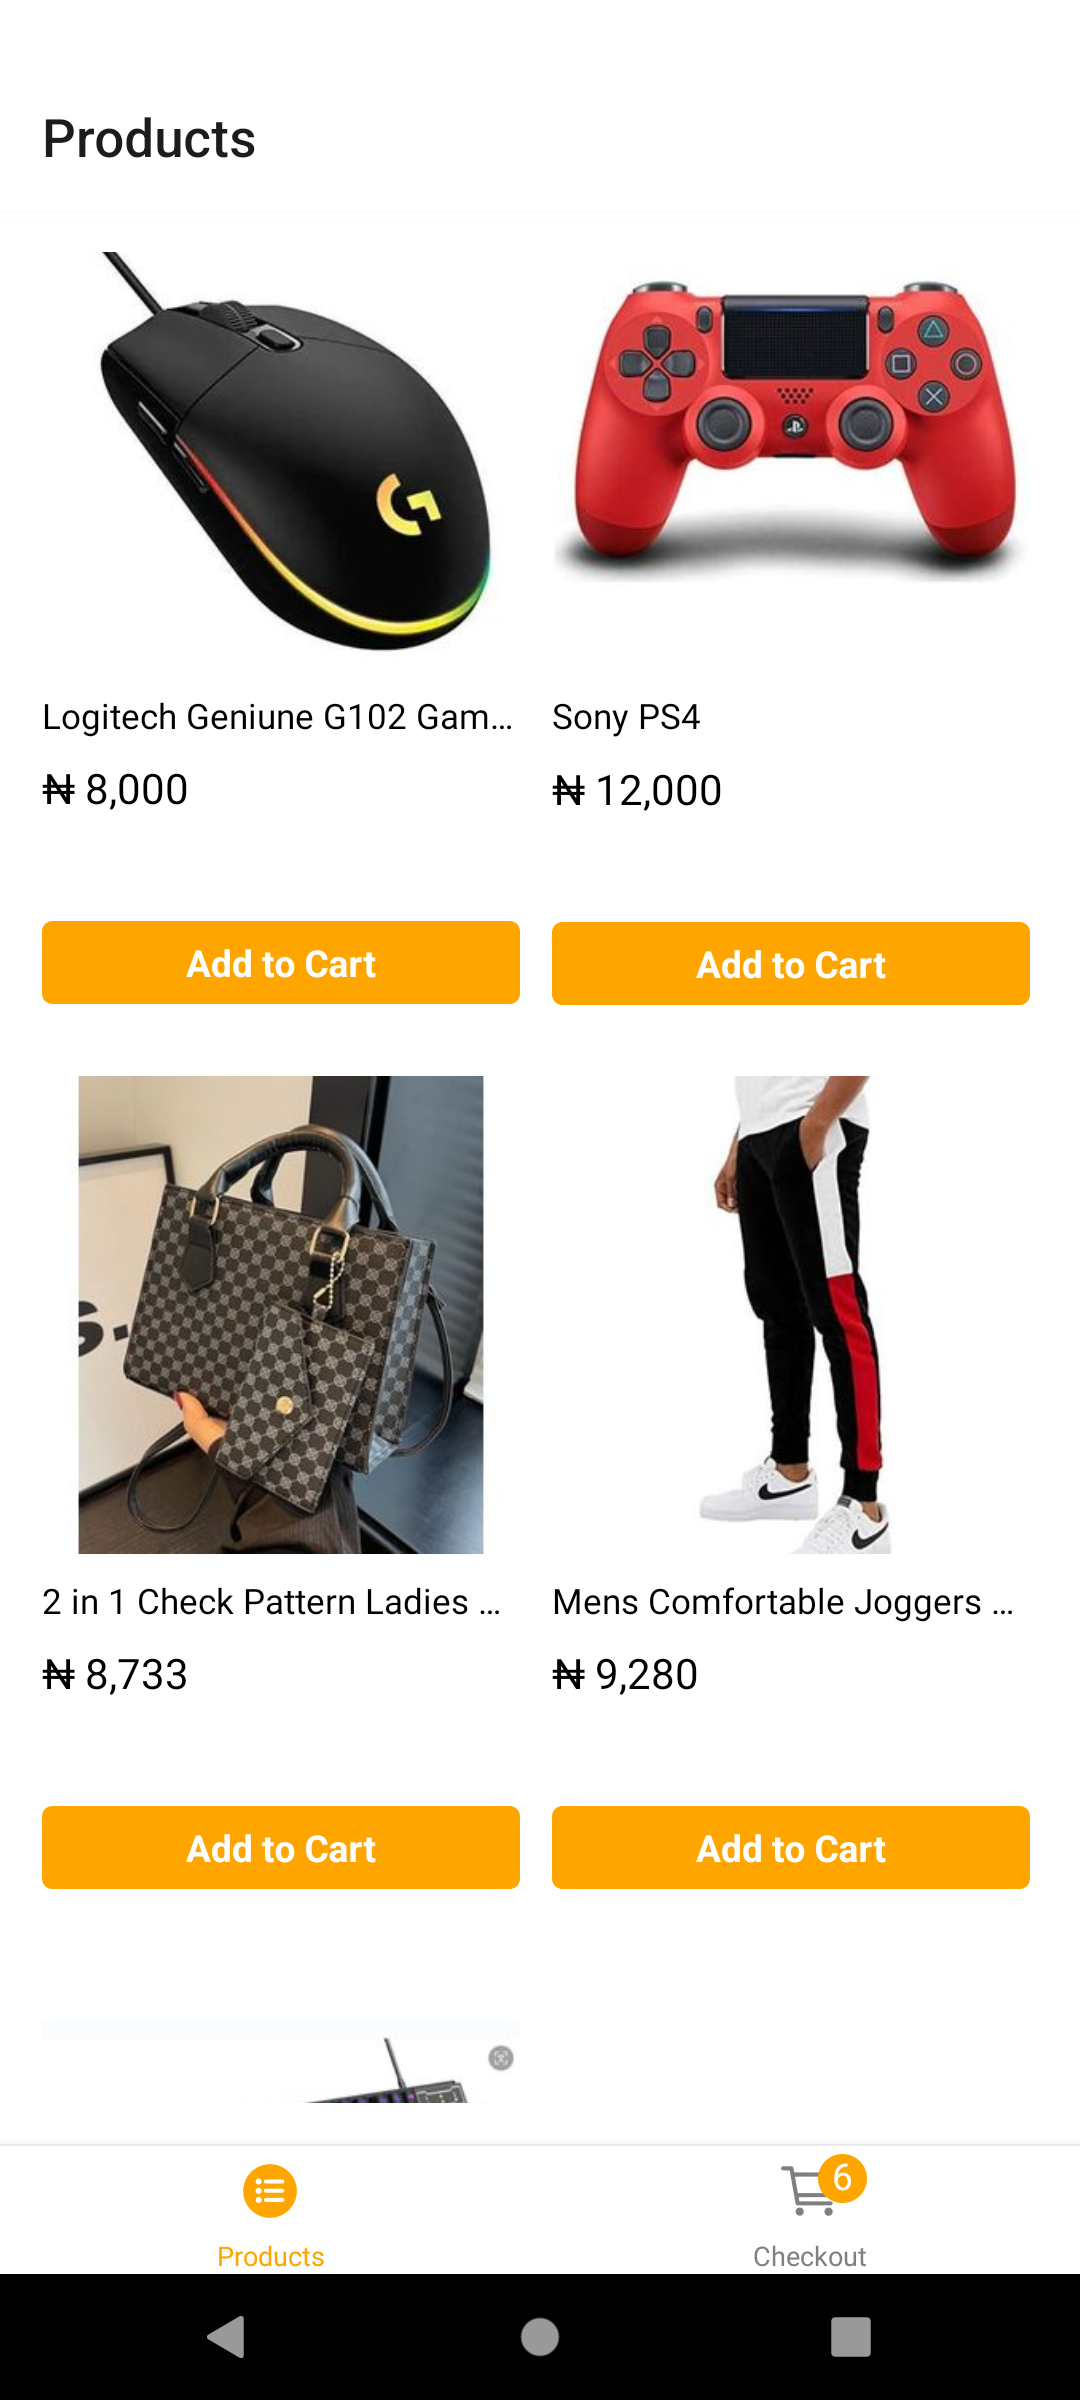 Products
Logitech Geniune G102 Gam...
₦ 8,000
Add to Cart
Sony PS4
₦ 12,000
Add to Cart
2 in 1 Check Pattern Ladies ...
₦ 8,733
Add to Cart
Mens Comfortable Joggers ...
₦ 9,280
Add to Cart
Products
6
Checkout